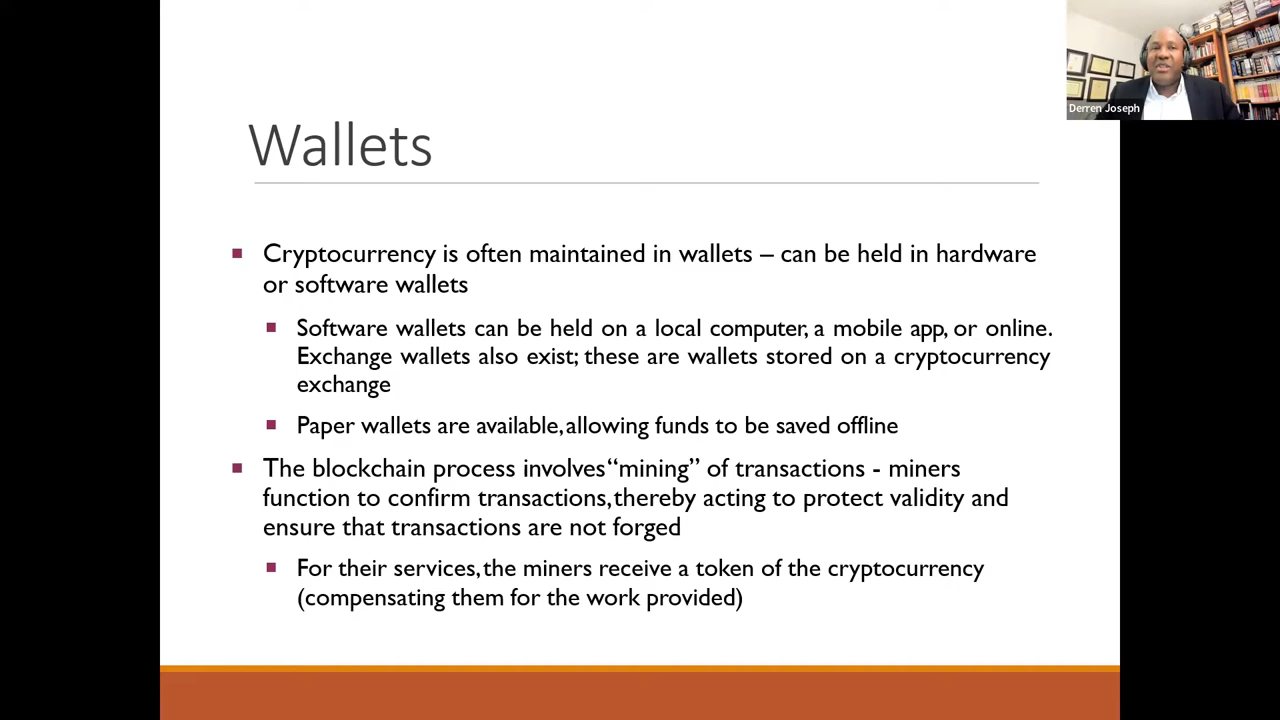 Derren Joseph
Wallets
Cryptocurrency is often maintained in wallets – can be held in hardware
or software wallets
Software wallets can be held on a local computer, a mobile app, or online.
Exchange wallets also exist; these are wallets stored on a cryptocurrency
exchange
Paper wallets are available, allowing funds to be saved offline
The blockchain process involves “mining” of transactions - miners
function to confirm transactions, thereby acting to protect validity and
ensure that transactions are not forged
For their services, the miners receive a token of the cryptocurrency
(compensating them for the work provided)